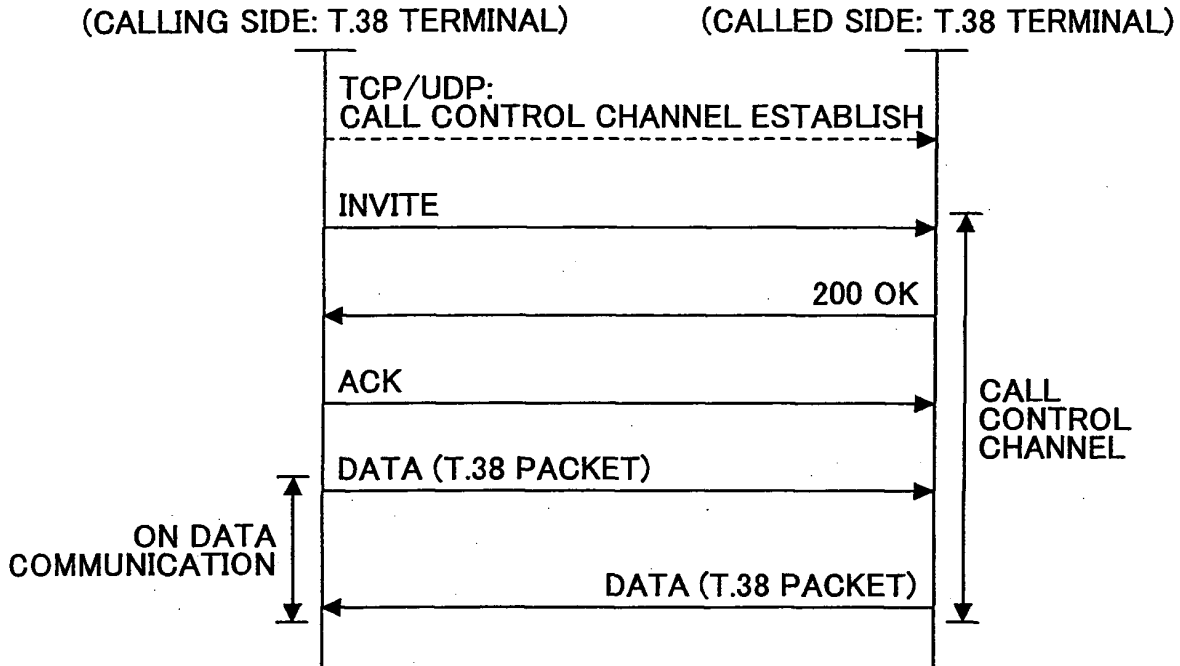 (CALLING SIDE: T.38 TERMINAL)
(CALLED SIDE: T.38 TERMINAL)
TCP/UDP:
CALL CONTROL CHANNEL ESTABLISH
INVITE
200 OK
ACK
CALL
CONTROL
CHANNEL
DATA (T.38 PACKET)
ON DATA
COMMUNICATION
DATA (T.38 PACKET)